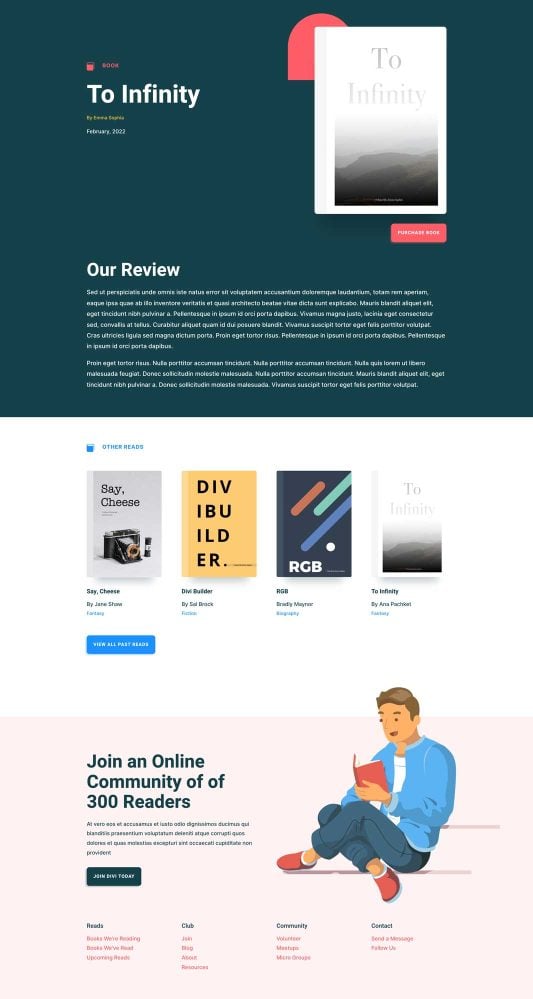 BOOK
To Infinity
By Emma Sophia
February, 2022
To
Infinity
PURCHASE BOOK
Our Review
Sed ut perspiciatis unde omnis iste natus error sit voluptatem accusantium doloremque laudantium, totam rem aperiam,
eaque ipsa quae ab illo inventore veritatis et quasi architecto beatae vitae dicta sunt explicabo. Mauris blandit aliquet elit,
eget tincidunt nibh pulvinar a. Pellentesque in ipsum id orci porta dapibus. Vivamus magna justo, lacinia eget consectetur
sed, convallis at tellus. Curabitur aliquet quam id dui posuere blandit. Vivamus suscipit tortor eget felis porttitor volutpat.
Cras ultricies ligula sed magna dictum porta. Proin eget tortor risus. Pellentesque in ipsum id orci porta dapibus. Pellentesque
in ipsum id orci porta dapibus.
Proin eget tortor risus. Nulla porttitor accumsan tincidunt. Nulla porttitor accumsan tincidunt. Nulla quis lorem ut libero
malesuada feugiat. Donec sollicitudin molestie malesuada. Vivamus Mauris blandit aliquet elit, eget
tincidunt nibh pulvinar a. Donec sollicitudin molestie malesuada. Vivamus suscipit tortor eget felis porttitor volutpat.
OTHER READS
Say,
Cheese
DIV
IBU
ILD
ER.
RGB
To
Infinity
Say, Cheese
By Jane Shaw
Fantasy
Divi Builder
By Sal Brock
Fiction
RGB
Bradly Maynor
Biography
To Infinity
By Ana Pachket
Fantasy
VIEW ALL PAST READS
Join an Online
Community of of
300 Readers
At vero eos et accusamus et iusto odio dignissimos ducimus qui
blanditiis praesentium voluptatum deleniti atque corrupti quos
dolores et quas molestias excepturi sint occaecati cupiditate non
provident
JOIN DIVI TODAY
Reads
Books We're Reading
Books We've Read
Upcoming Reads
Club
Join
Blog
About
Resources
Community
Volunteer
Meetups
Micro Groups
Contact
Send a Message
Follow Us